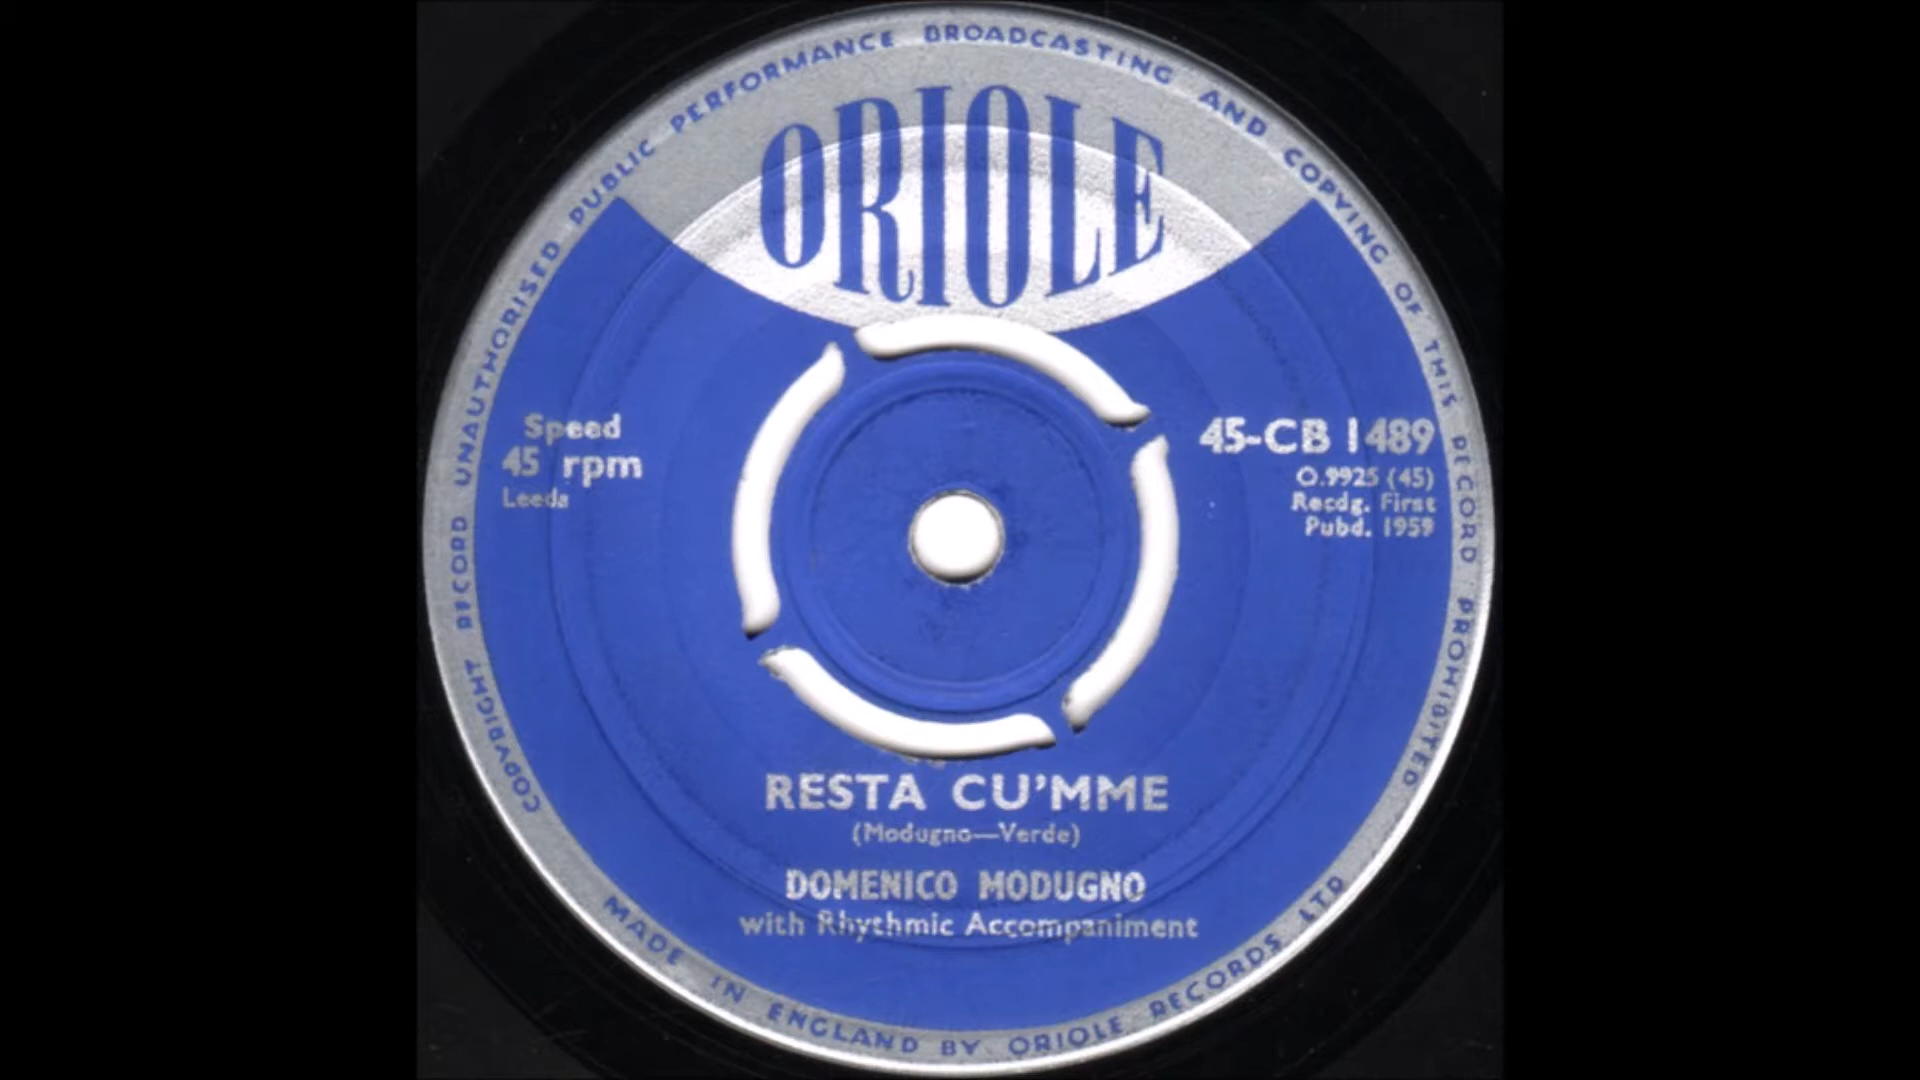 COPYRIGHT RECORD UNAUTHORISED PUBLIC PERFORMANCE BROADCASTING AND COPYING OF THIS RECORD PROHIBITED
ORIOLE
Speed
45 rpm
Leeds
45-CB 1489
O.9925 (45)
Recdg. First
Pubd. 1959
RESTA CU'MME
(Modugno—Verde)
DOMENICO MODUGNO
with Rhythmic Accompaniment
MADE IN ENGLAND BY ORIOLE RECORDS LTD